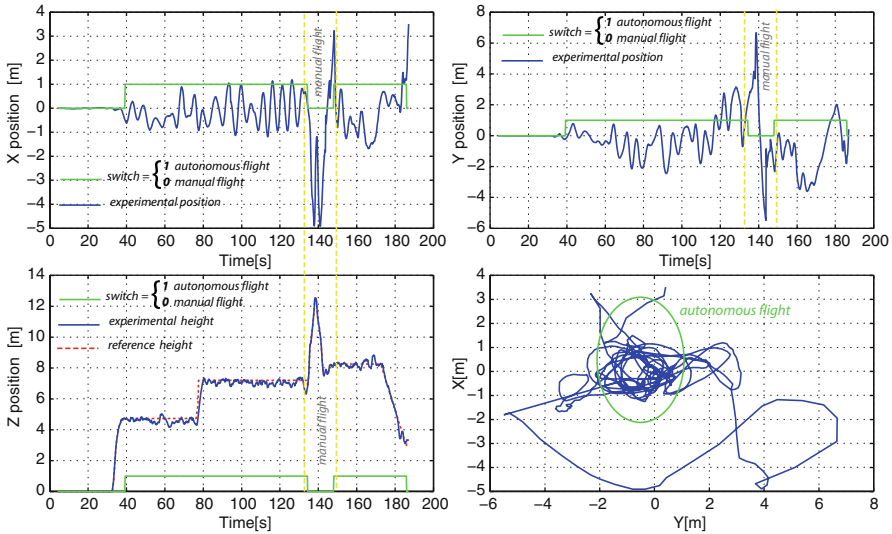 4
3
2
1
0
-1
-2
-3
-4
-5
X position [m]
manual flight
switch = { 1 autonomous flight
0 manual flight
experimental position
0 20 40 60 80 100 120 140 160 180 200
Time[s]
8
6
4
2
0
-2
-4
-6
Y position [m]
switch = { 1 autonomous flight
0 manual flight
experimental position
manual flight
0 20 40 60 80 100 120 140 160 180 200
Time[s]
14
12
10
8
6
4
2
0
Z position [m]
switch = { 1 autonomous flight
0 manual flight
experimental height
reference height
manual flight
0 20 40 60 80 100 120 140 160 180 200
Time[s]
4
3
2
1
0
-1
-2
-3
-4
-5
X[m]
autonomous flight
-6 -4 -2 0 2 4 6 8
Y[m]